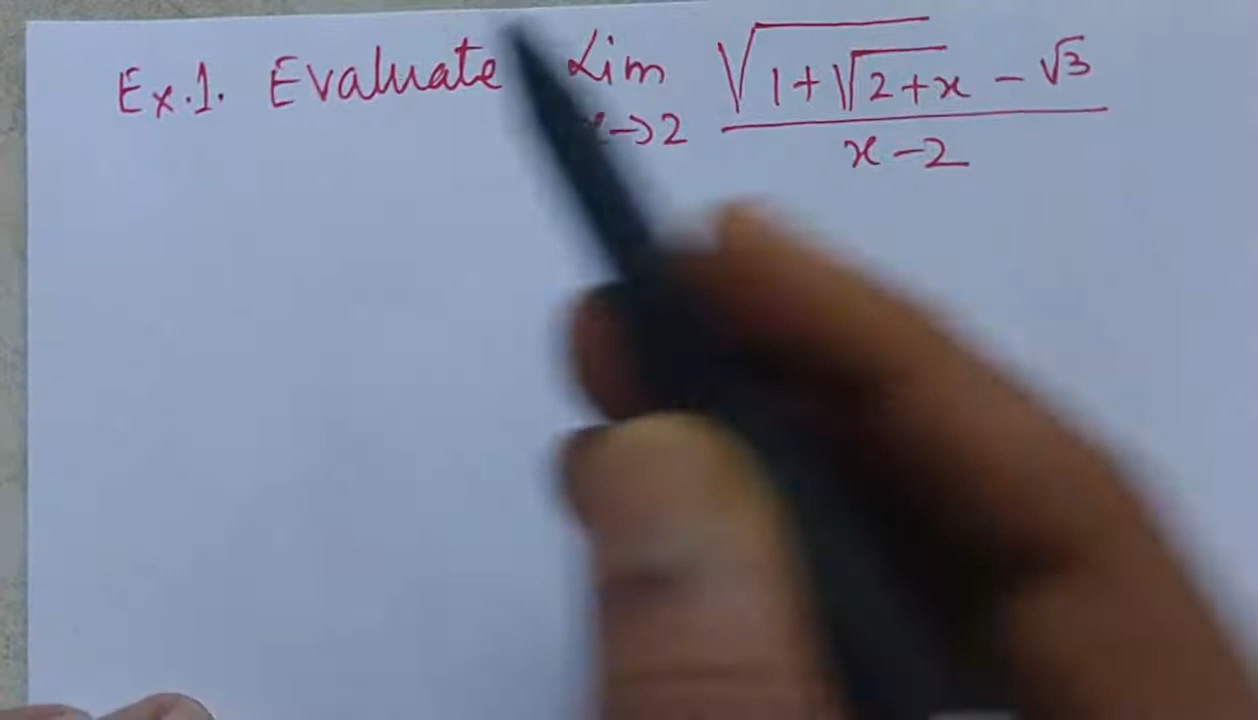 Ex.1. Evaluate Lim √(1+√(2+x)) - √3
x→2 x-2